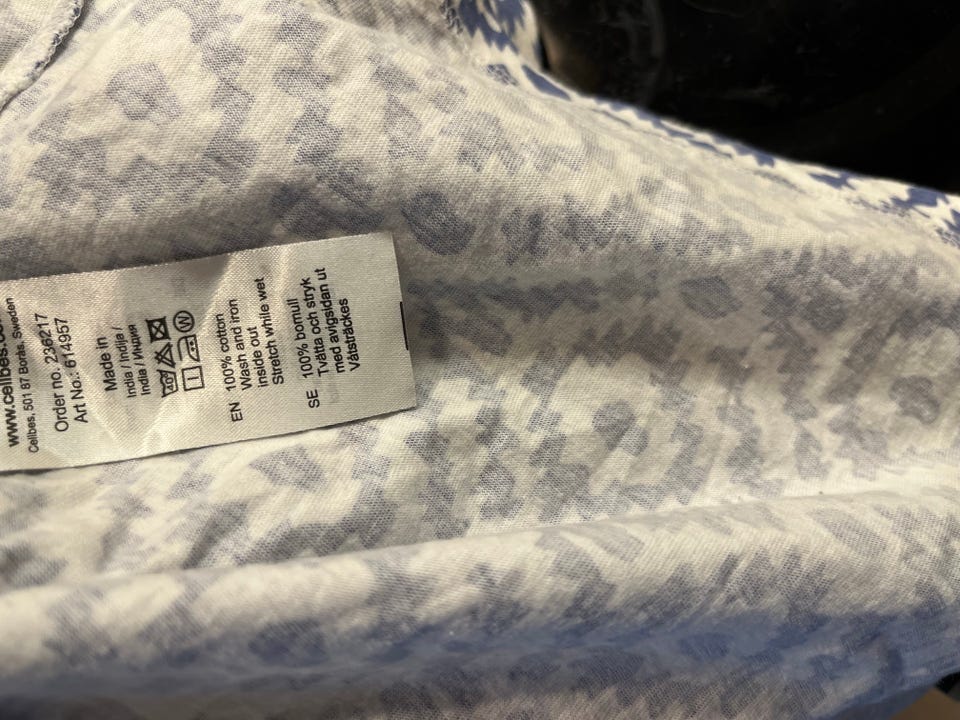 www.cellbes.co
Cellbes, 501 87 Borås, Sweden
Order no.: 236217
Art No.: 614957
Made in
India / Indija /
India / Индия
EN 100% cotton
Wash and iron
inside out
Stretch while wet
SE 100% bomull
Tvätta och stryk
med avigsidan ut
Våtsträckes